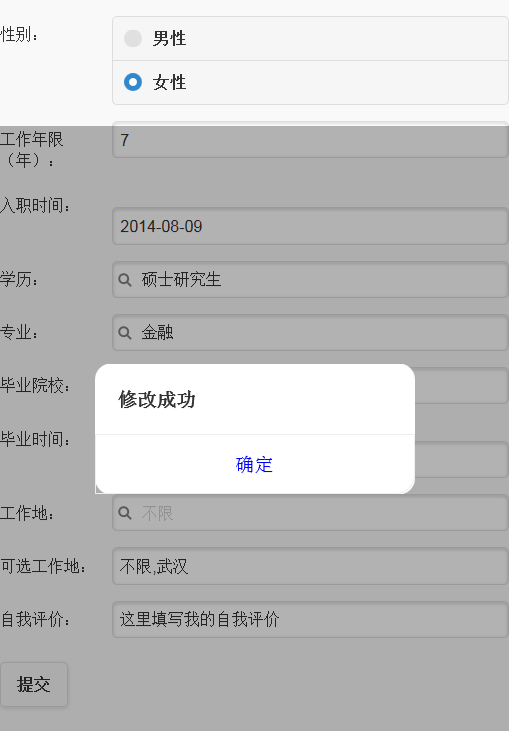 性别：
男性
女性
工作年限
（年）：
7
入职时间：
2014-08-09
学历：
硕士研究生
专业：
金融
毕业院校：
修改成功
毕业时间：
确定
工作地：
不限
可选工作地：
不限,武汉
自我评价：
这里填写我的自我评价
提交